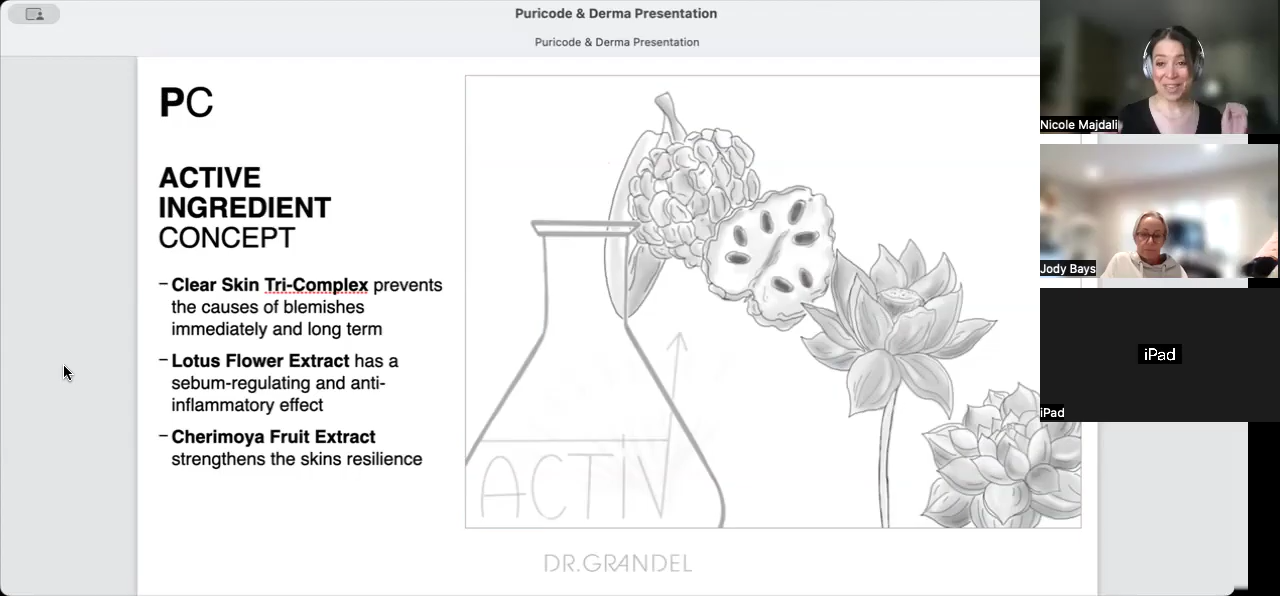 Puricode & Derma Presentation
Puricode & Derma Presentation
PC
ACTIVE
INGREDIENT
CONCEPT
– Clear Skin Tri-Complex prevents
the causes of blemishes
immediately and long term
– Lotus Flower Extract has a
sebum-regulating and anti-
inflammatory effect
– Cherimoya Fruit Extract
strengthens the skins resilience
ACTIV
DR.GRANDEL
Nicole Majdali
Jody Bays
iPad
iPad